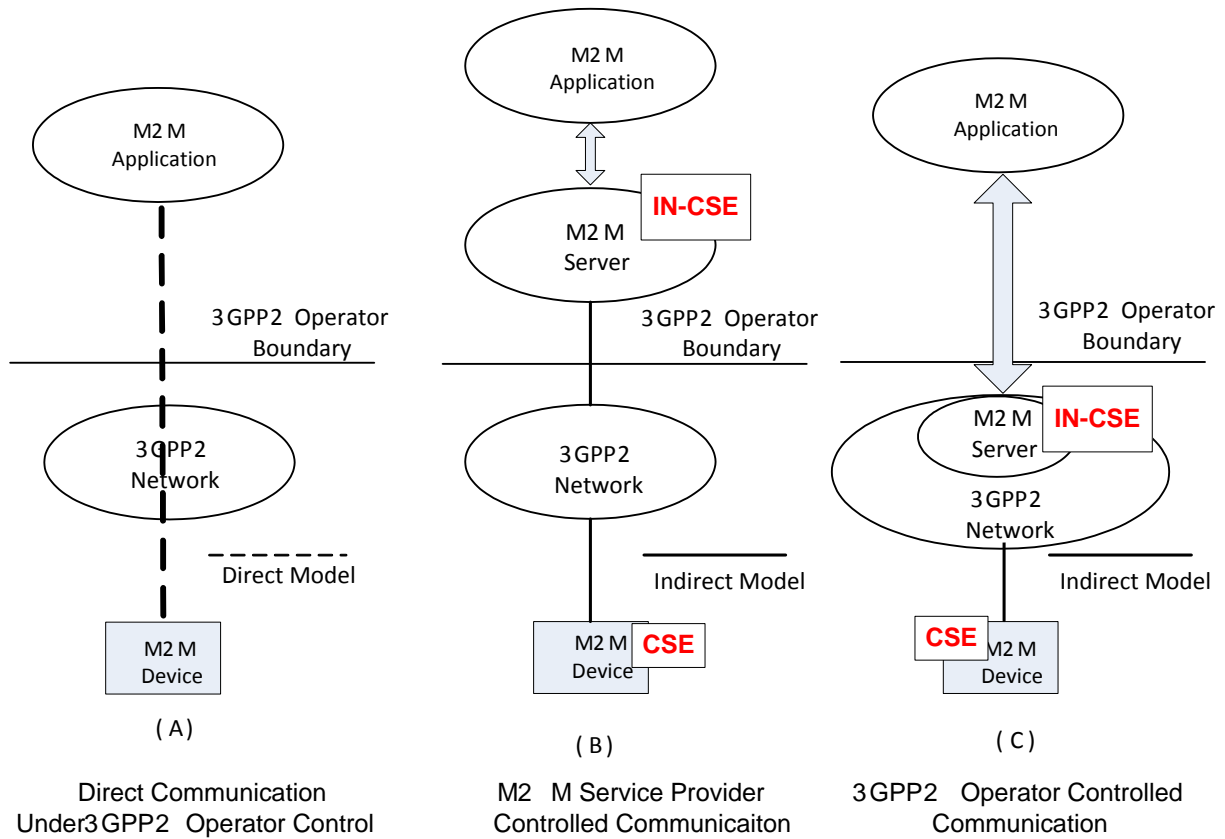 M2 M
Application
3GPP2 Operator
Boundary
3GPP2
Network
Direct Model
M2 M
Device
( A )
Direct Communication
Under3GPP2 Operator Control
M2 M
Application
IN-CSE
M2 M
Server
3GPP2 Operator
Boundary
3GPP2
Network
Indirect Model
M2 M
Device
CSE
( B )
M2 M Service Provider
Controlled Communicaiton
M2 M
Application
3GPP2 Operator
Boundary
M2 M
Server
IN-CSE
3GPP2
Network
Indirect Model
CSE
M2 M
Device
( C )
3GPP2 Operator Controlled
Communication